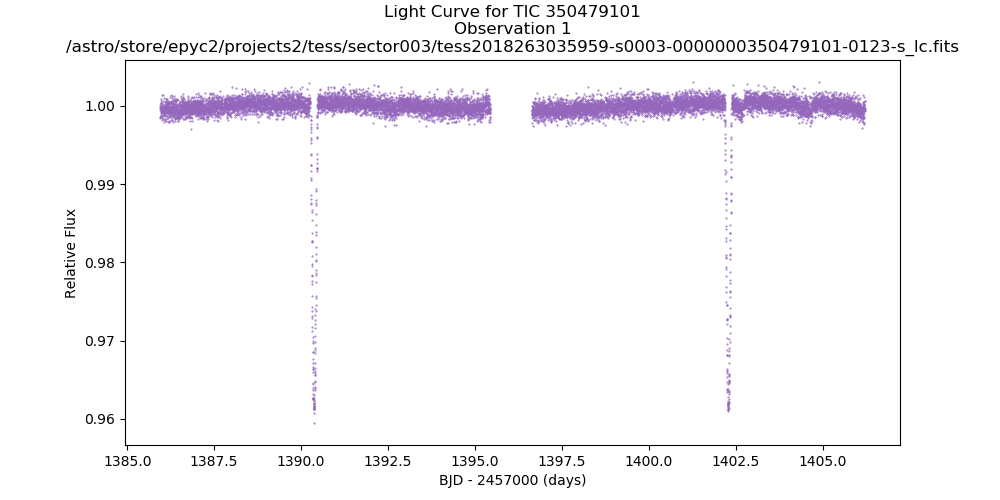 Light Curve for TIC 350479101
Observation 1
/astro/store/epyc2/projects2/tess/sector003/tess2018263035959-s0003-0000000350479101-0123-s_lc.fits
1.00
0.99
0.98
0.97
0.96
Relative Flux
1385.0 1387.5 1390.0 1392.5 1395.0 1397.5 1400.0 1402.5 1405.0
BJD - 2457000 (days)